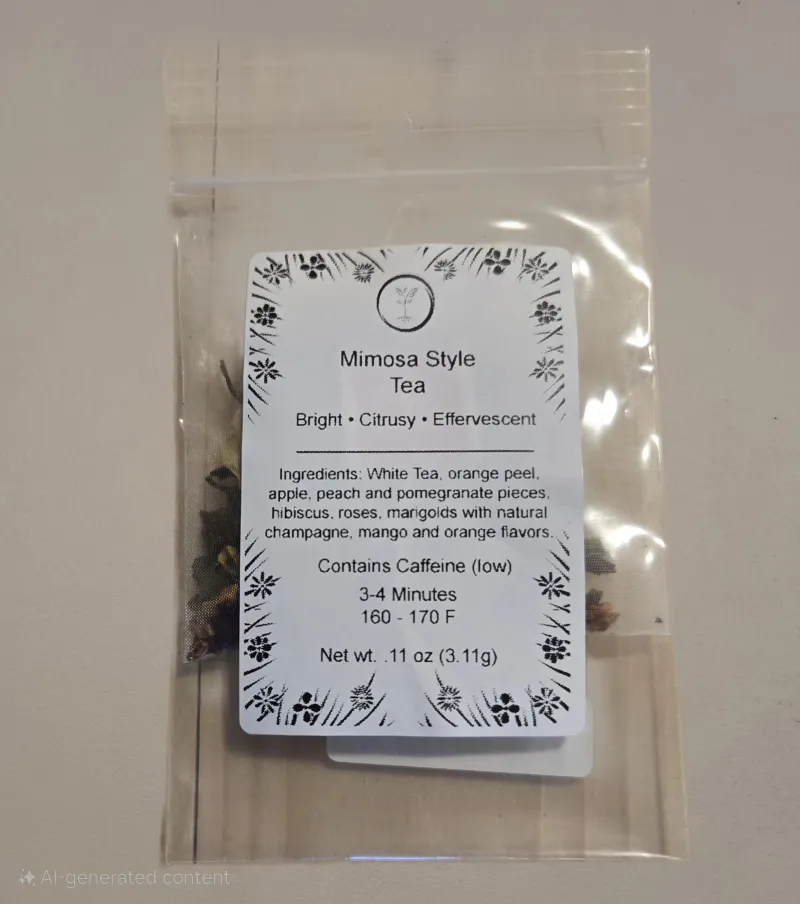 Mimosa Style
Tea
Bright • Citrusy • Effervescent
Ingredients: White Tea, orange peel,
apple, peach and pomegranate pieces,
hibiscus, roses, marigolds with natural
champagne, mango and orange flavors.
Contains Caffeine (low)
3-4 Minutes
160 - 170 F
Net wt. .11 oz (3.11g)
AI-generated content